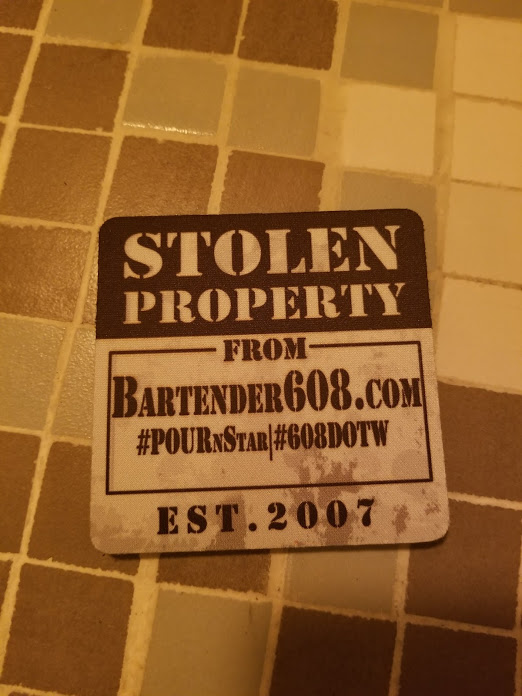 STOLEN
PROPERTY
FROM
BARTENDER608.COM
#POURNSTAR|#608DOTW
EST.2007